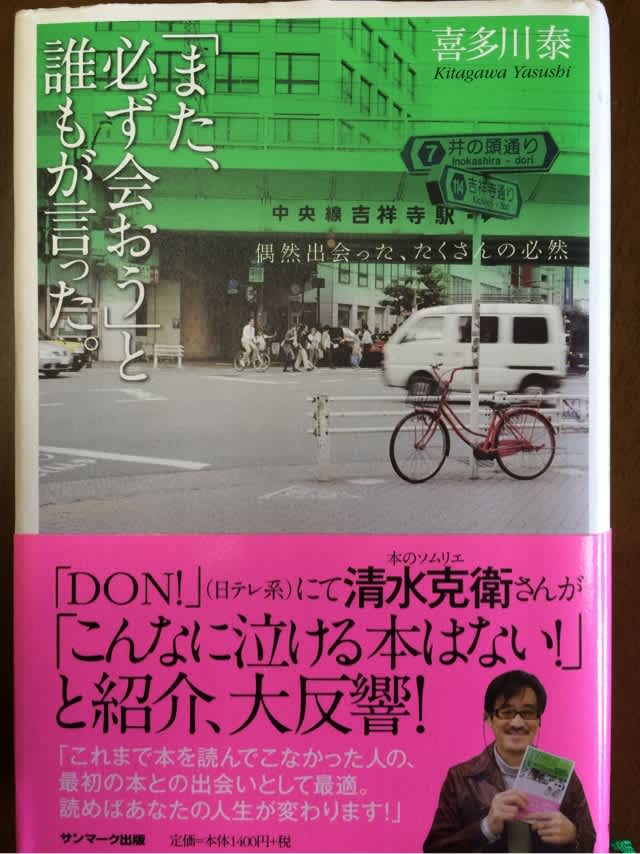 「また、
必ず会おう」と
誰もが言った。
喜多川 泰
Kitagawa Yasushi
7 井の頭通り
Inokashira - dori
114 吉祥寺通り
中央線 吉祥寺駅
偶然出会った、たくさんの必然
「DON!」（日テレ系）にて清水克衛さんが
本のソムリエ
「こんなに泣ける本はない!」
と紹介、大反響!
「これまで本を読んでこなかった人の、
最初の本との出会いとして最適。
読めばあなたの人生が変わります!」
サンマーク出版 定価=本体1400円+税